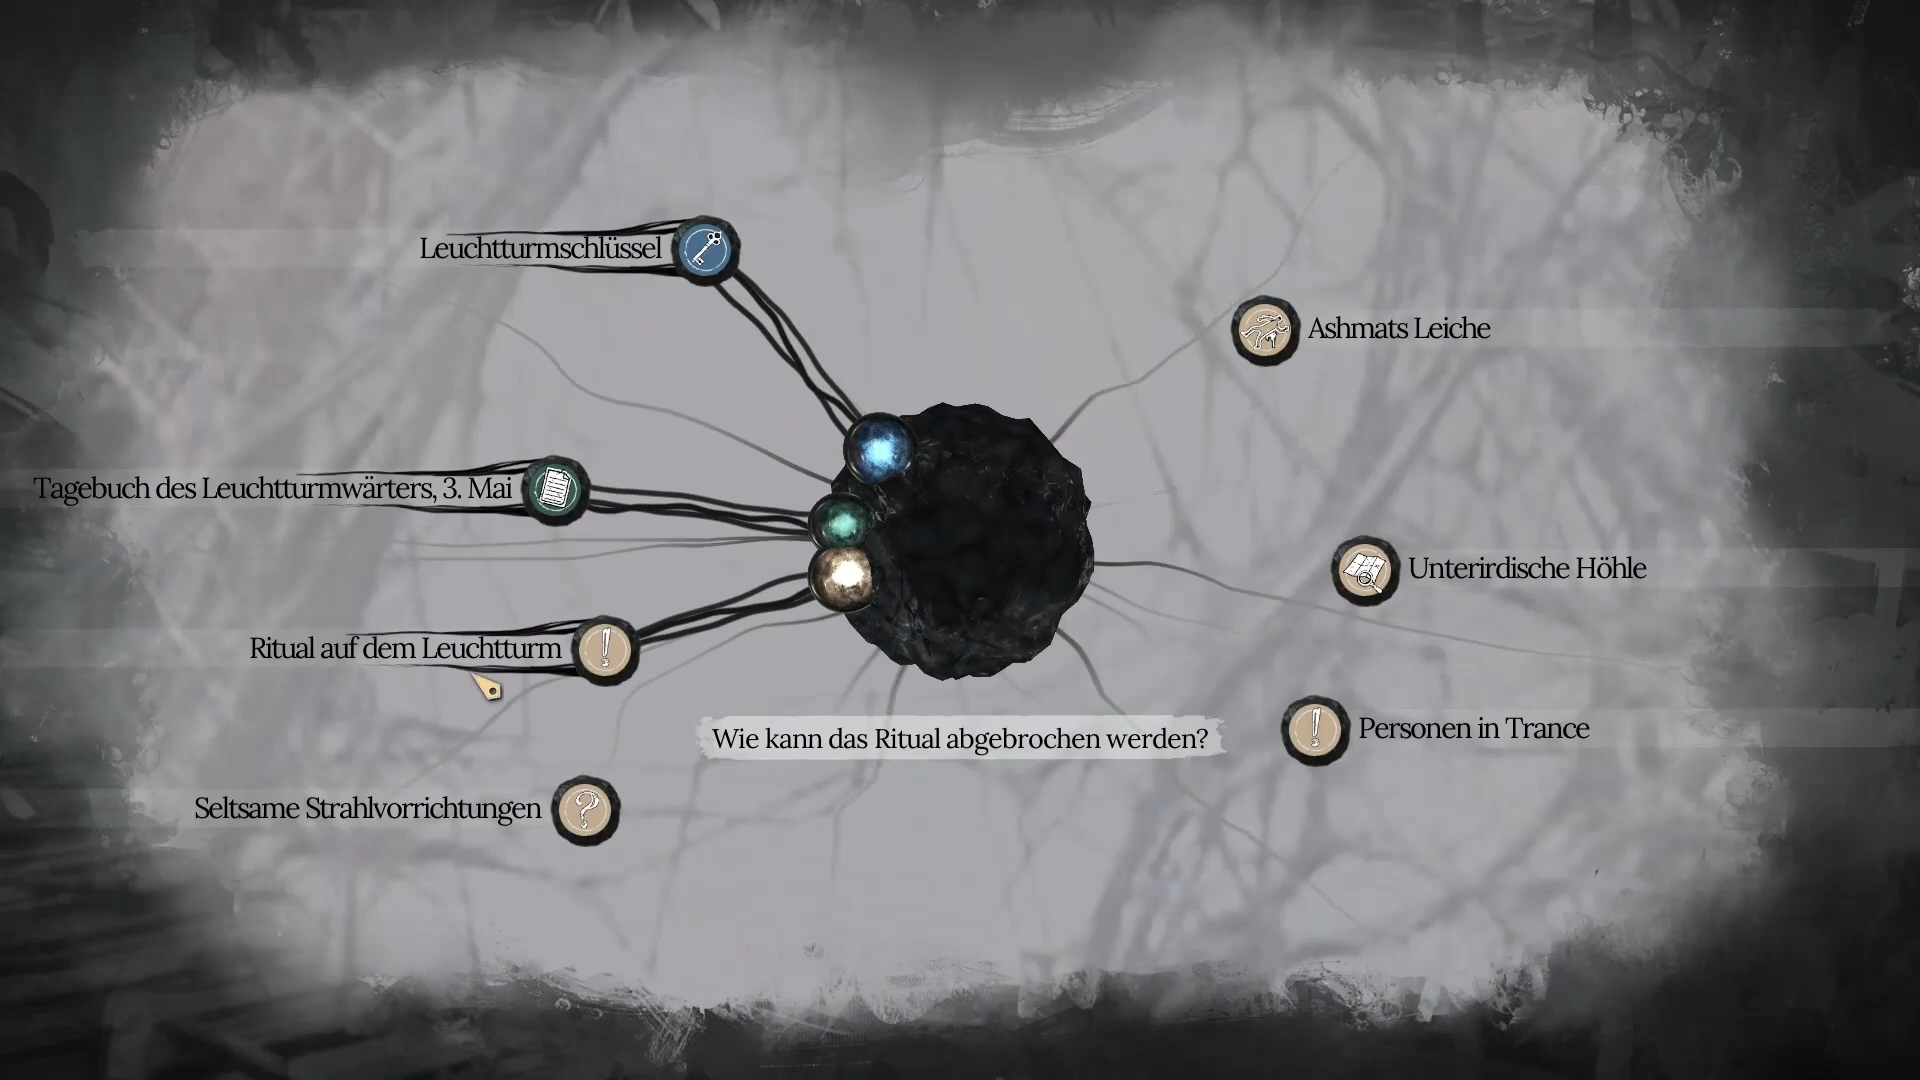 Leuchtturmschlüssel
Ashmats Leiche
Tagebuch des Leuchtturmwärters, 3. Mai
Unterirdische Höhle
Ritual auf dem Leuchtturm
Wie kann das Ritual abgebrochen werden?
Personen in Trance
Seltsame Strahlvorrichtungen